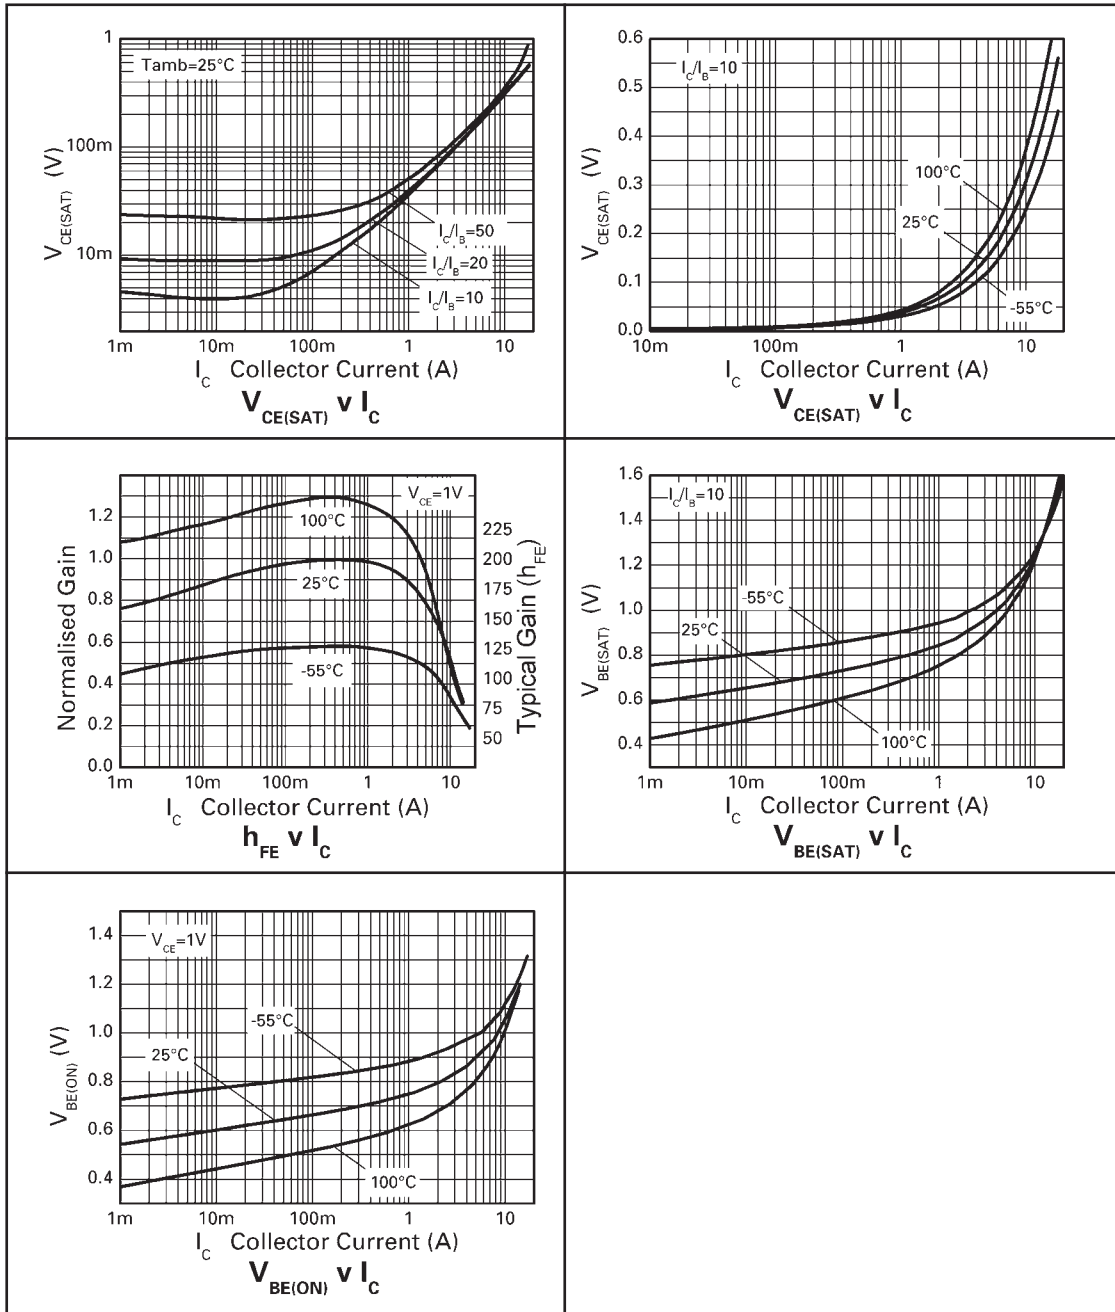 1
100m
10m
V_CE(SAT) (V)
Tamb=25°C
I_C/I_B=50
I_C/I_B=20
I_C/I_B=10
1m 10m 100m 1 10
I_C Collector Current (A)
V_CE(SAT) v I_C
0.6
0.5
0.4
0.3
0.2
0.1
0.0
V_CE(SAT) (V)
I_C/I_B=10
100°C
25°C
-55°C
10m 100m 1 10
I_C Collector Current (A)
V_CE(SAT) v I_C
1.2
1.0
0.8
0.6
0.4
0.2
0.0
Normalised Gain
V_CE=1V
100°C
25°C
-55°C
225
200
175
150
125
100
75
50
Typical Gain (h_FE)
1m 10m 100m 1 10
I_C Collector Current (A)
h_FE v I_C
1.6
1.4
1.2
1.0
0.8
0.6
0.4
V_BE(SAT) (V)
I_C/I_B=10
-55°C
25°C
100°C
1m 10m 100m 1 10
I_C Collector Current (A)
V_BE(SAT) v I_C
1.4
1.2
1.0
0.8
0.6
0.4
V_BE(ON) (V)
V_CE=1V
-55°C
25°C
100°C
1m 10m 100m 1 10
I_C Collector Current (A)
V_BE(ON) v I_C